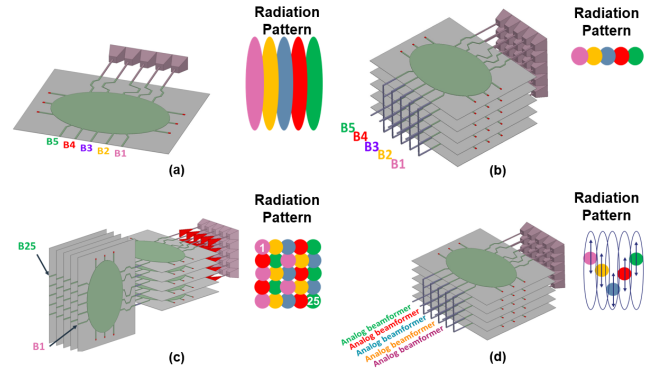 Radiation
Pattern
B5
B4
B3
B2
B1
(a)
Radiation
Pattern
B5
B4
B3
B2
B1
(b)
Radiation
Pattern
B25
B1
1
25
(c)
Radiation
Pattern
Analog beamformer
Analog beamformer
Analog beamformer
Analog beamformer
Analog beamformer
(d)